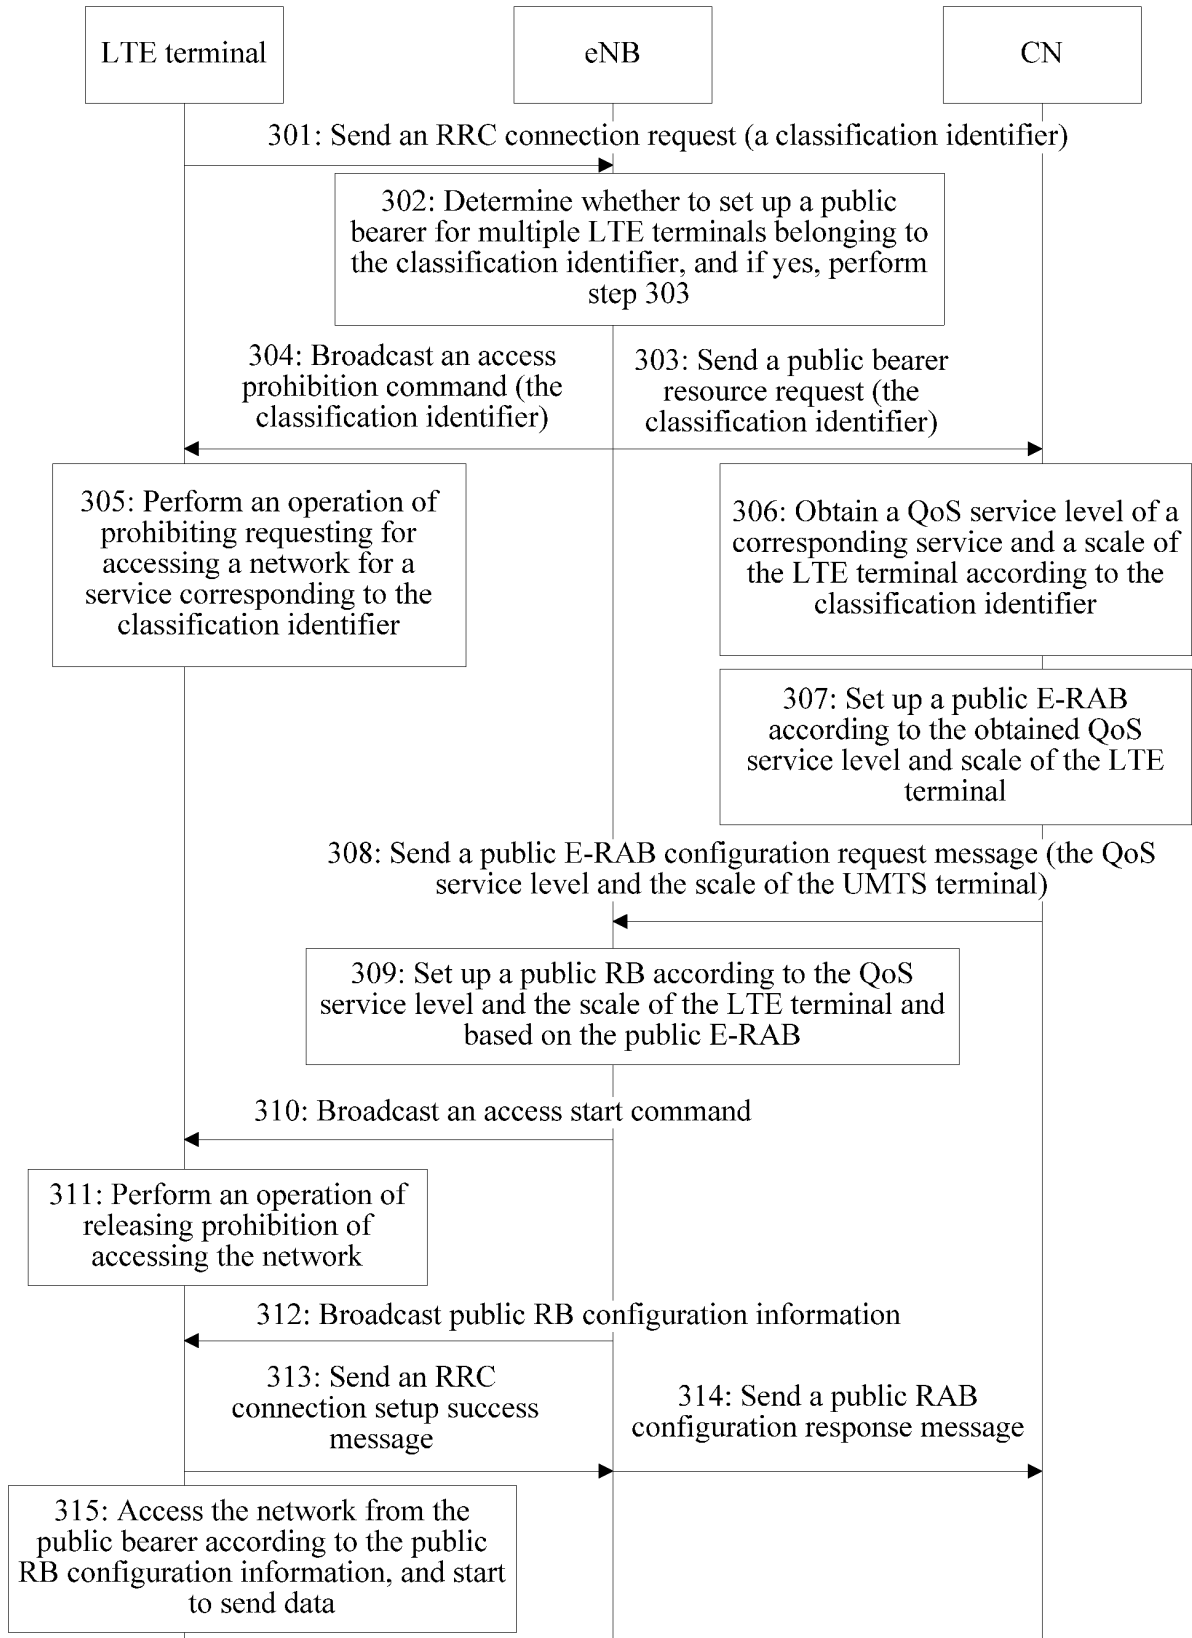 LTE terminal
eNB
CN
301: Send an RRC connection request (a classification identifier)
302: Determine whether to set up a public
bearer for multiple LTE terminals belonging to
the classification identifier, and if yes, perform
step 303
304: Broadcast an access
prohibition command (the
classification identifier)
303: Send a public bearer
resource request (the
classification identifier)
305: Perform an operation of
prohibiting requesting for
accessing a network for a
service corresponding to the
classification identifier
306: Obtain a QoS service level of a
corresponding service and a scale of
the LTE terminal according to the
classification identifier
307: Set up a public E-RAB
according to the obtained QoS
service level and scale of the LTE
terminal
308: Send a public E-RAB configuration request message (the QoS
service level and the scale of the UMTS terminal)
309: Set up a public RB according to the QoS
service level and the scale of the LTE terminal and
based on the public E-RAB
310: Broadcast an access start command
311: Perform an operation of
releasing prohibition of
accessing the network
312: Broadcast public RB configuration information
313: Send an RRC
connection setup success
message
314: Send a public RAB
configuration response message
315: Access the network from the
public bearer according to the public
RB configuration information, and start
to send data